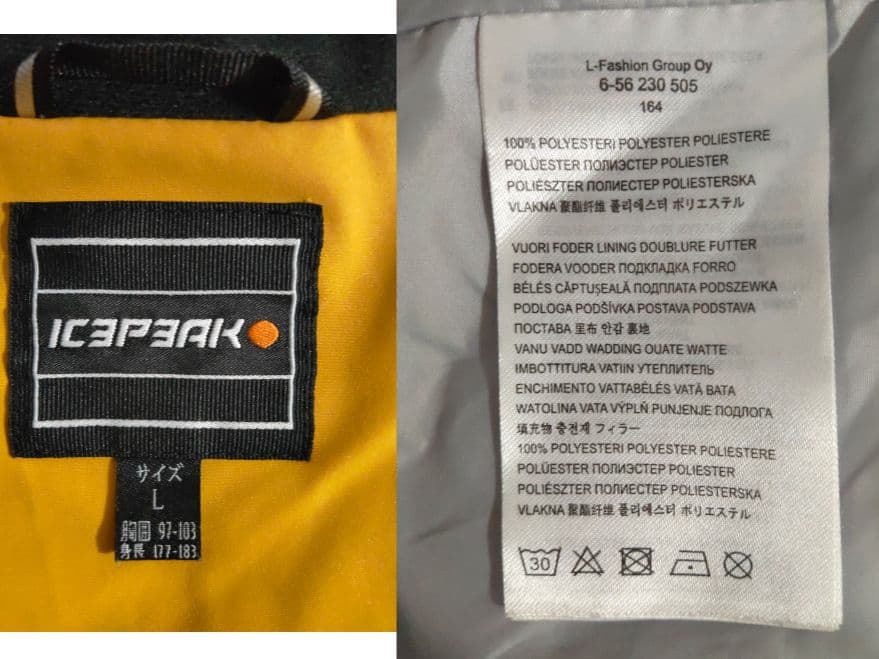 ICEPEAK
サイズ
L
胸囲 97-103
身長 177-183
L-Fashion Group Oy
6-56 230 505
164
100% POLYESTERI POLYESTER POLIESTERE
POLÜESTER ПОЛИЭСТЕР POLIESTER
POLIÉSZTER ПОЛИЕСТЕР POLIESTERSKA
VLAKNA 聚酯纤维 폴리에스터 ポリエステル
VUORI FODER LINING DOUBLURE FUTTER
FODERA VOODER ПОДКЛАДКА FORRO
BÉLÉS CĂPTUŞEALĂ ПОДПЛАТА PODSZEWKA
PODLOGA PODŠÍVKA POSTAVA PODSTAVA
ПОСТАВА 里布 안감 裏地
VANU VADD WADDING OUATE WATTE
IMBOTTITURA VATIIN УТЕПЛИТЕЛЬ
ENCHIMENTO VATTABÉLÉS VATĂ ВАТА
WATOLINA VATA VÝPLŇ PUNJENJE ПОДЛОГА
填充物 충전재 フィラー
100% POLYESTERI POLYESTER POLIESTERE
POLÜESTER ПОЛИЭСТЕР POLIESTER
POLIÉSZTER ПОЛИЕСТЕР POLIESTERSKA
VLAKNA 聚酯纤维 폴리에스터 ポリエステル
30